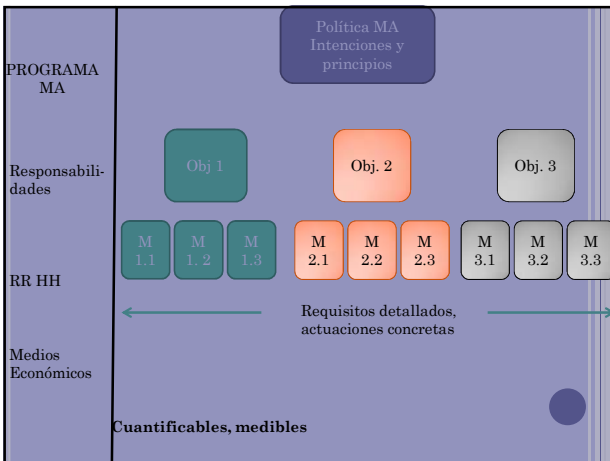 Política MA
Intenciones y
principios
PROGRAMA
MA
Responsabili-
dades
RR HH
Medios
Económicos
Obj 1
Obj. 2
Obj. 3
M
1.1
M
1. 2
M
1.3
M
2.1
M
2.2
M
2.3
M
3.1
M
3.2
M
3.3
Requisitos detallados,
actuaciones concretas
Cuantificables, medibles